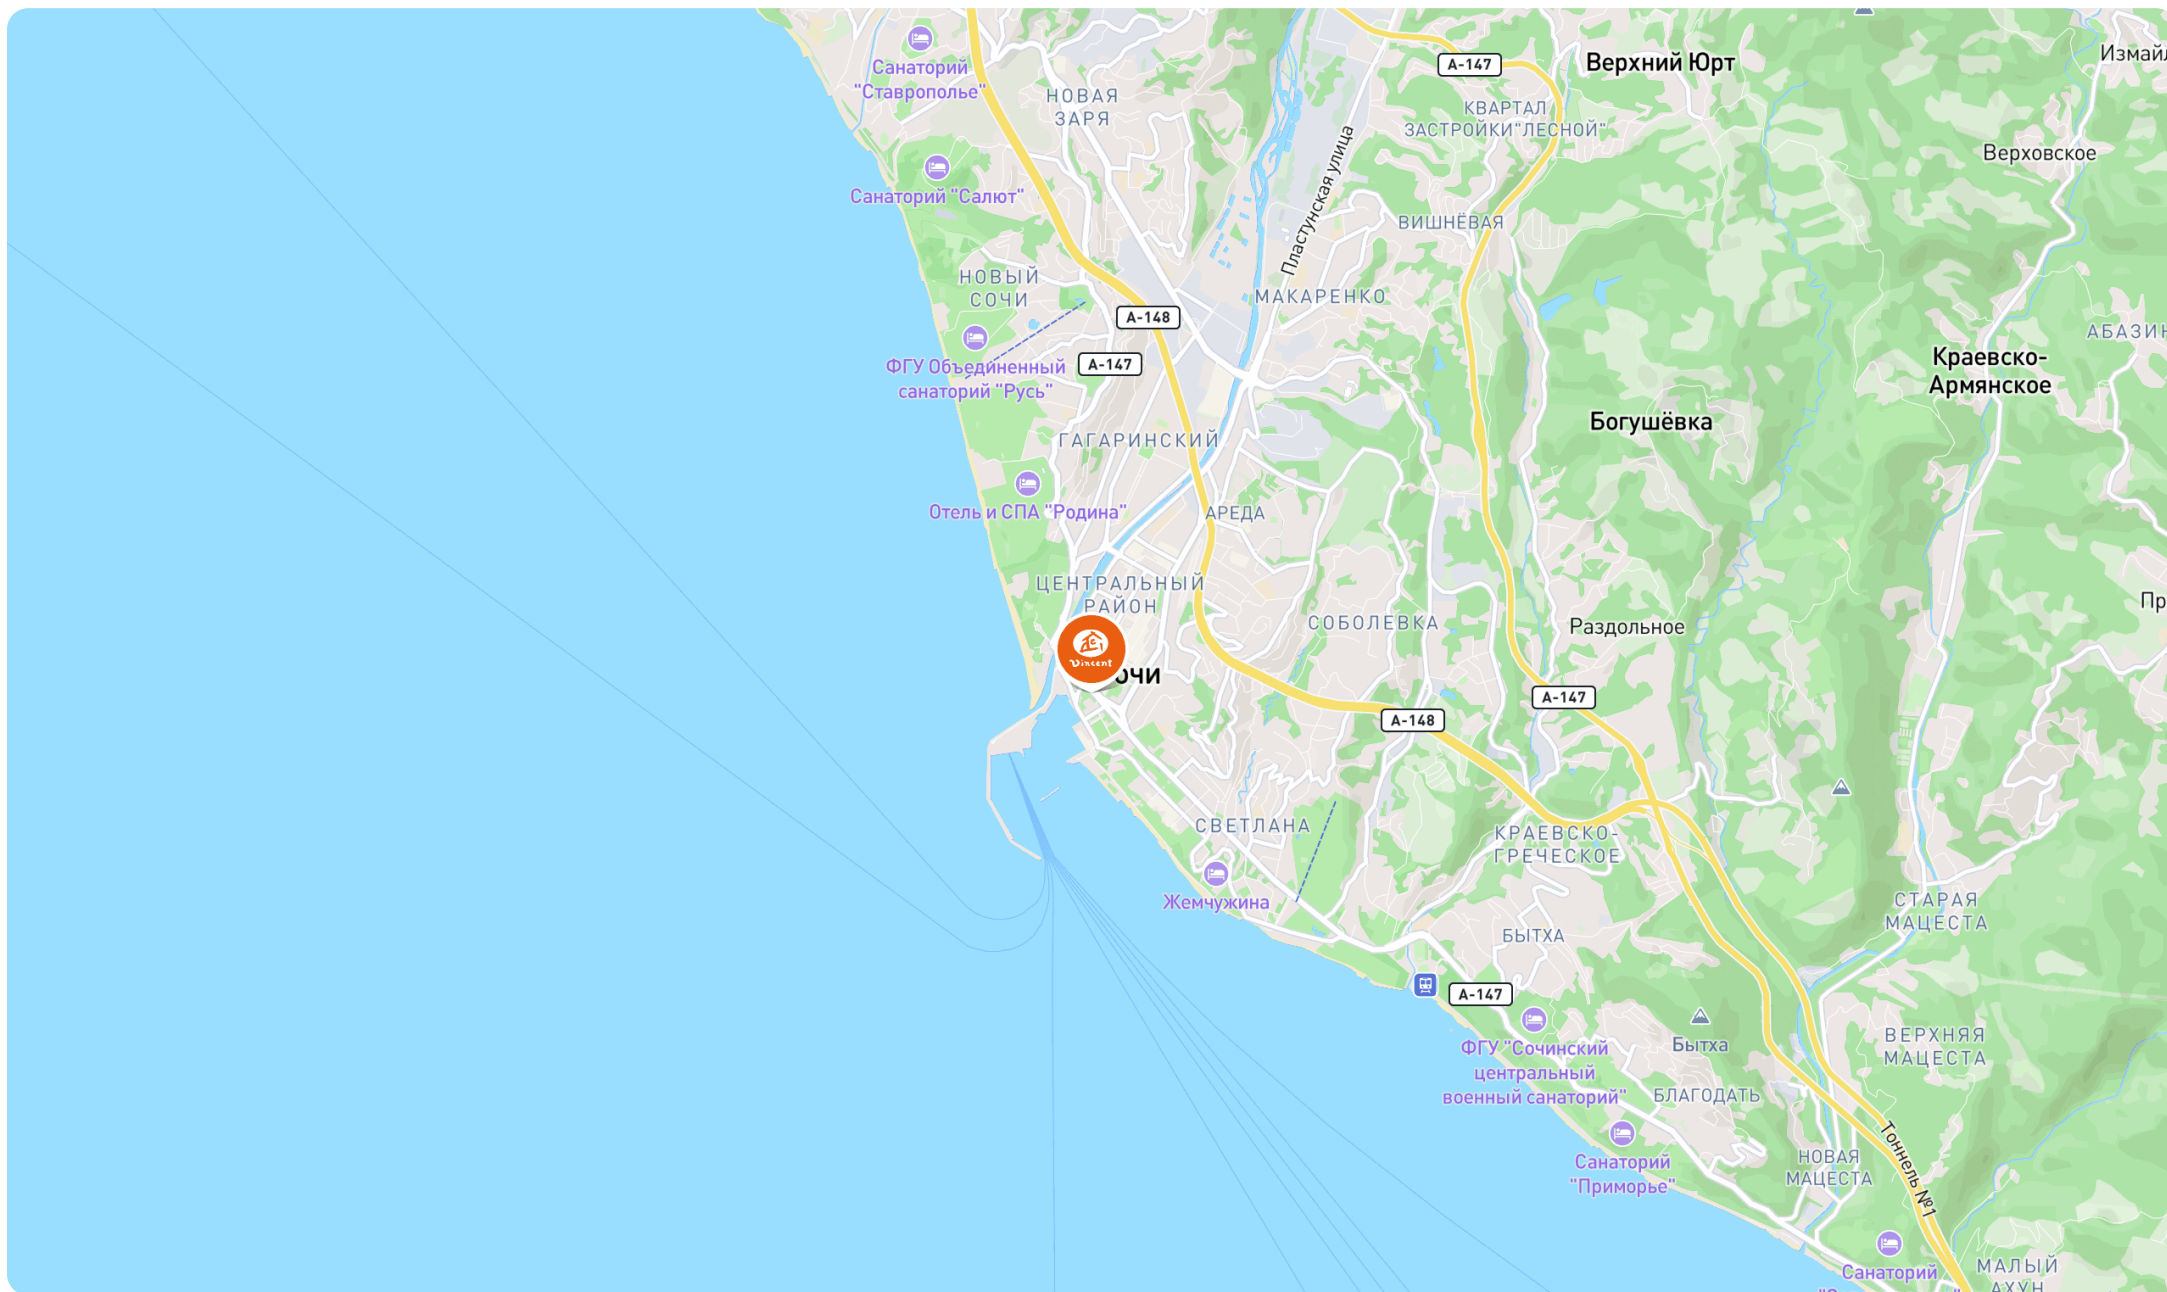 Верхний Юрт
Измай
А-147
Санаторий
"Ставрополье"
НОВАЯ
ЗАРЯ
КВАРТАЛ
ЗАСТРОЙКИ"ЛЕСНОЙ"
Верховское
Пластунская улица
Санаторий "Салют"
ВИШНЁВАЯ
НОВЫЙ
СОЧИ
МАКАРЕНКО
А-148
АБАЗИН
А-147
ФГУ Объединенный
санаторий "Русь"
Краевско-
Армянское
Богушёвка
ГАГАРИНСКИЙ
Отель и СПА "Родина"
АРЕДА
ЦЕНТРАЛЬНЫЙ
РАЙОН
Пр
СОБОЛЕВКА
Раздольное
Vincent
очи
А-147
А-148
СВЕТЛАНА
КРАЕВСКО-
ГРЕЧЕСКОЕ
Жемчужина
СТАРАЯ
МАЦЕСТА
БЫТХА
А-147
ФГУ "Сочинский
центральный
военный санаторий"
Бытха
ВЕРХНЯЯ
МАЦЕСТА
БЛАГОДАТЬ
Тоннель №1
Санаторий
"Приморье"
НОВАЯ
МАЦЕСТА
Санаторий
МАЛЫЙ
АХУН